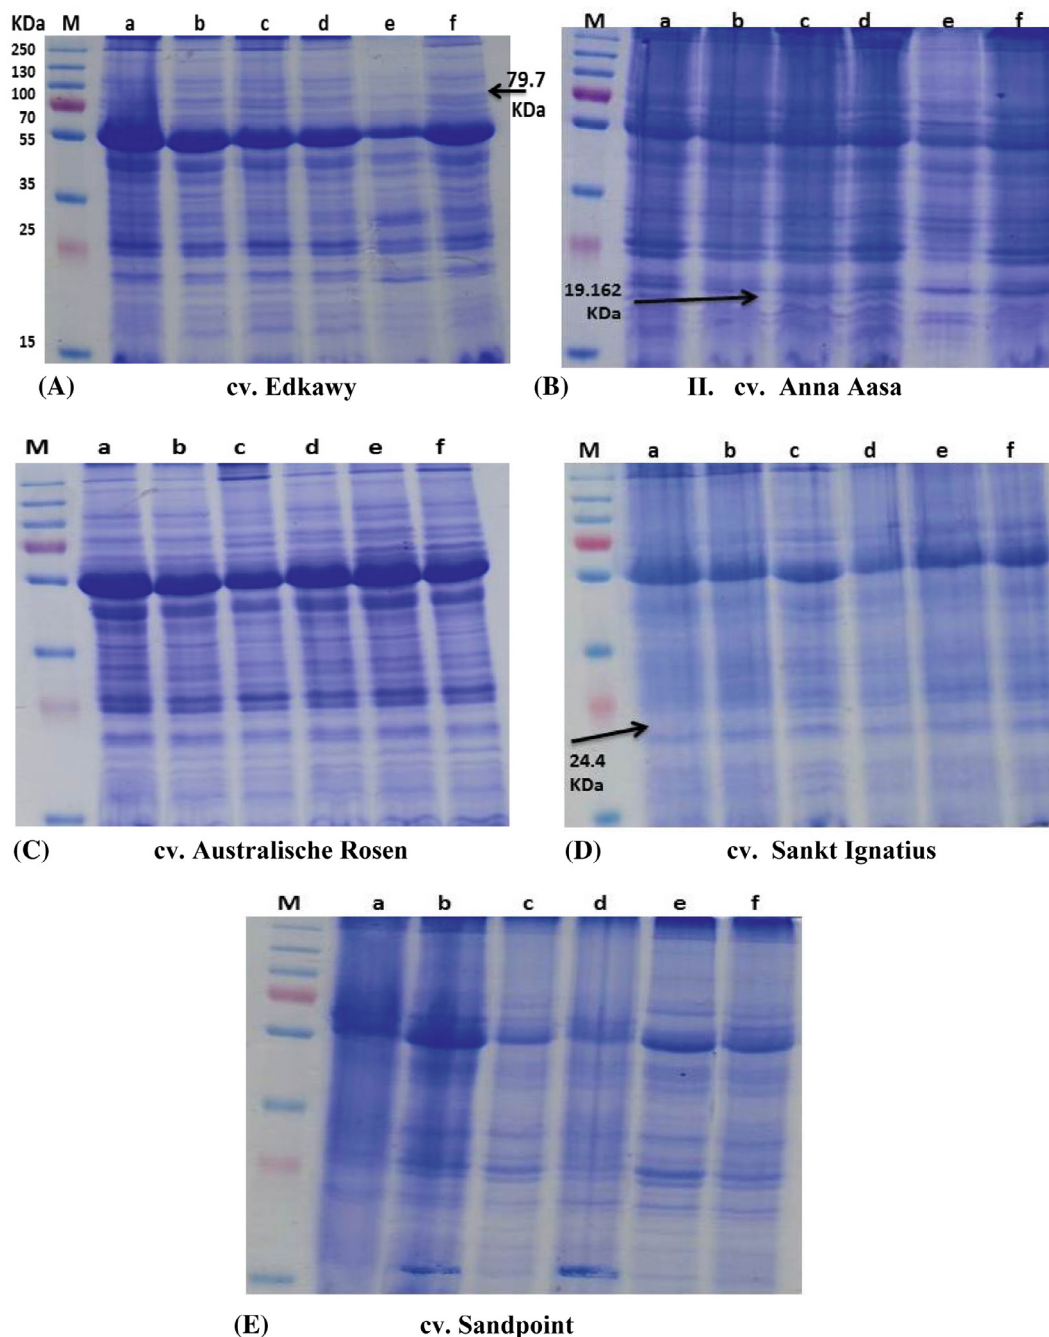 KDa M a b c d e f
250
130
100
70
55
35
25
15
79.7
KDa
(A) cv. Edkawy
M a b c d e f
19.162
KDa
(B) II. cv. Anna Aasa
M a b c d e f
(C) cv. Australische Rosen
M a b c d e f
24.4
KDa
(D) cv. Sankt Ignatius
M a b c d e f
(E) cv. Sandpoint